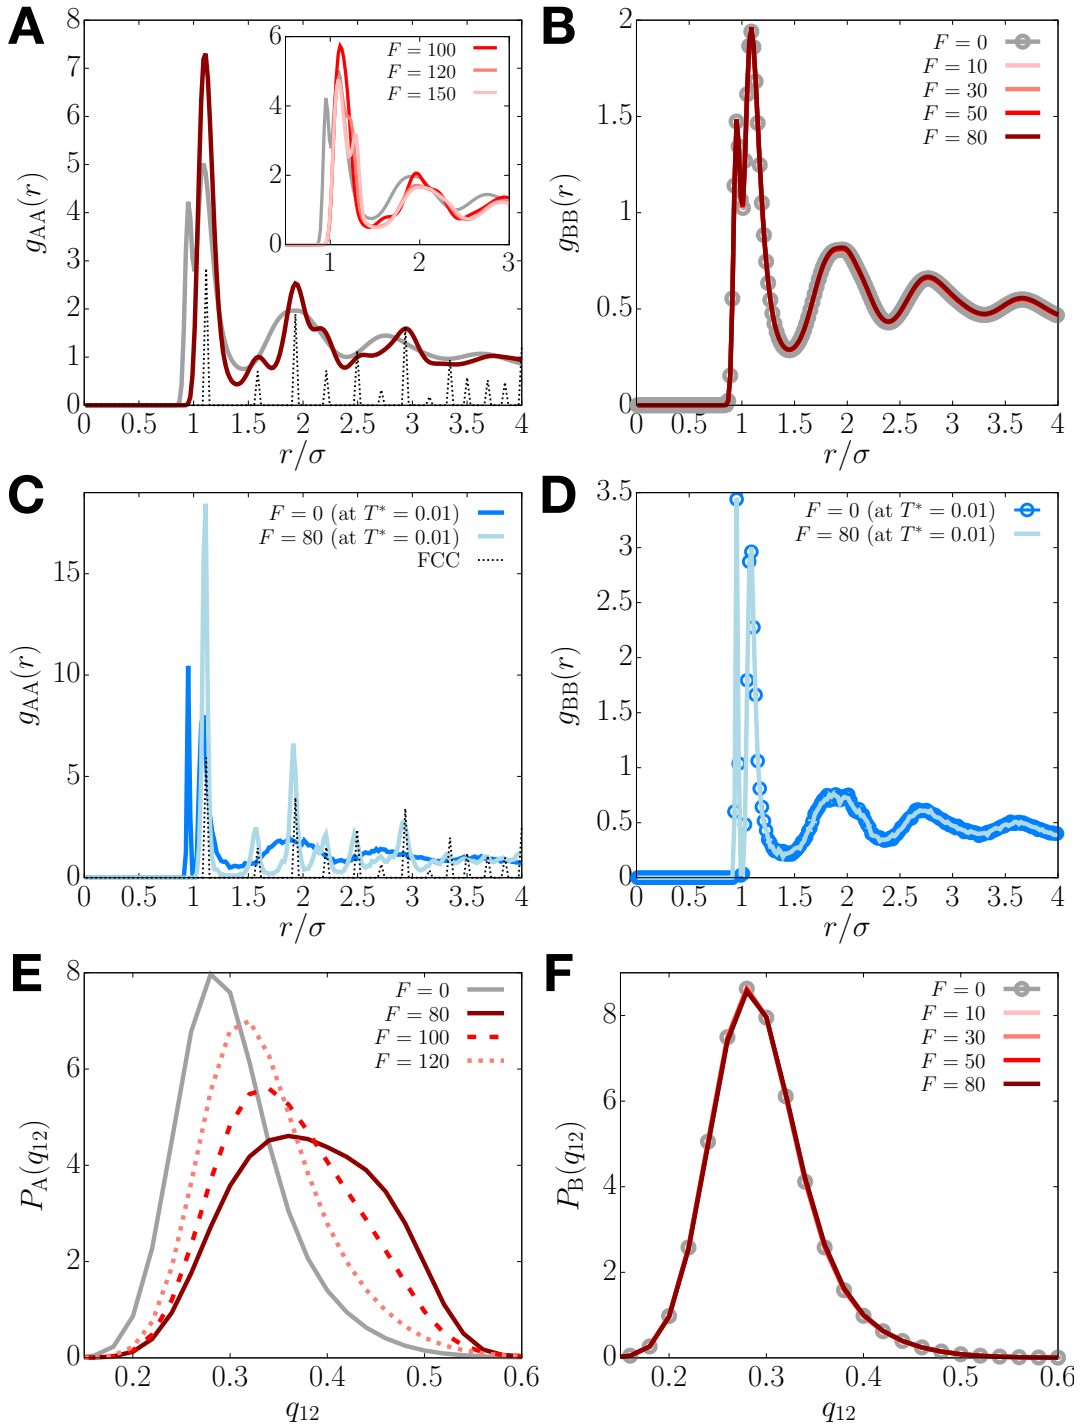 A
8
7
6
5
4
3
2
1
0
g_AA(r)
0 0.5 1 1.5 2 2.5 3 3.5 4
r/σ
6
4
2
0
1 2 3
F = 100
F = 120
F = 150
B
2
1.5
1
0.5
0
g_BB(r)
F = 0
F = 10
F = 30
F = 50
F = 80
0 0.5 1 1.5 2 2.5 3 3.5 4
r/σ
C
15
10
5
0
g_AA(r)
F = 0 (at T* = 0.01)
F = 80 (at T* = 0.01)
FCC
0 0.5 1 1.5 2 2.5 3 3.5 4
r/σ
D
3.5
3
2.5
2
1.5
1
0.5
0
g_BB(r)
F = 0 (at T* = 0.01)
F = 80 (at T* = 0.01)
0 0.5 1 1.5 2 2.5 3 3.5 4
r/σ
E
8
6
4
2
0
P_A(q_12)
F = 0
F = 80
F = 100
F = 120
0.2 0.3 0.4 0.5 0.6
q_12
F
8
6
4
2
0
P_B(q_12)
F = 0
F = 10
F = 30
F = 50
F = 80
0.2 0.3 0.4 0.5 0.6
q_12